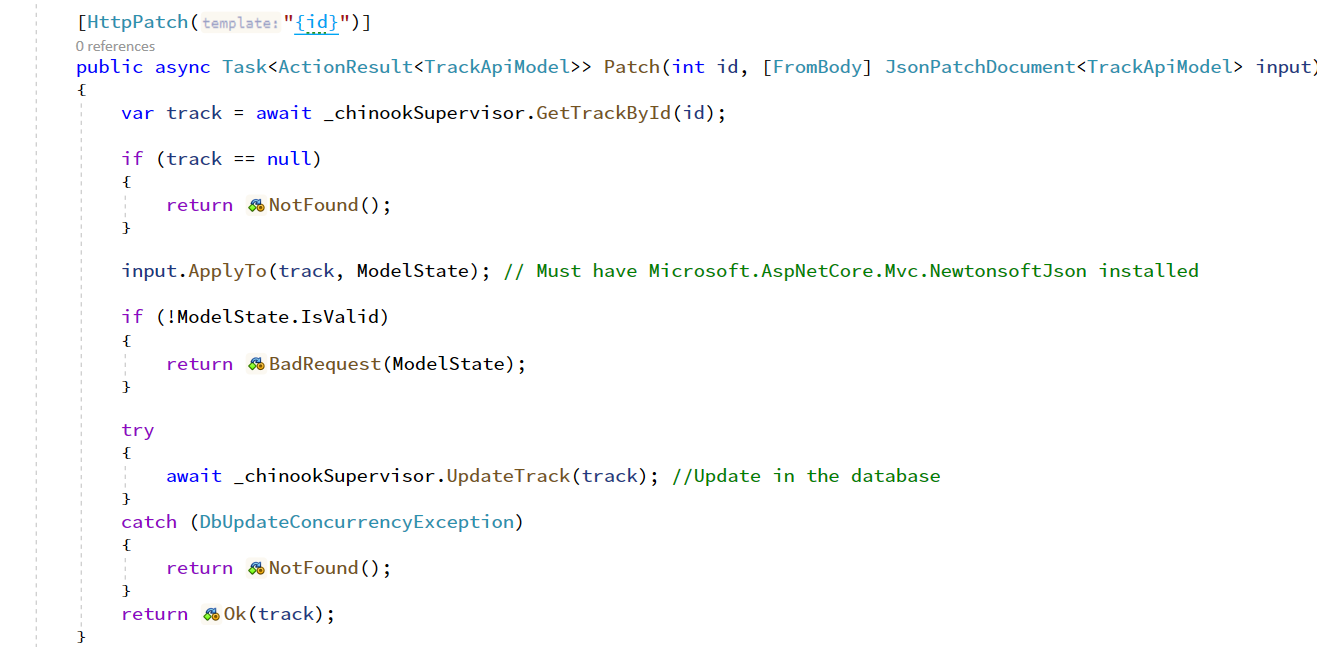 [HttpPatch(template:"{id}")]
0 references
public async Task<ActionResult<TrackApiModel>> Patch(int id, [FromBody] JsonPatchDocument<TrackApiModel> input)
{
var track = await _chinookSupervisor.GetTrackById(id);
if (track == null)
{
return NotFound();
}
input.ApplyTo(track, ModelState); // Must have Microsoft.AspNetCore.Mvc.NewtonsoftJson installed
if (!ModelState.IsValid)
{
return BadRequest(ModelState);
}
try
{
await _chinookSupervisor.UpdateTrack(track); //Update in the database
}
catch (DbUpdateConcurrencyException)
{
return NotFound();
}
return Ok(track);
}